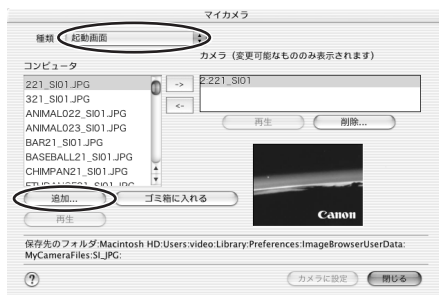 マイカメラ
種類 起動画面
コンピュータ
カメラ（変更可能なもののみ表示されます）
221_SI01.JPG
321_SI01.JPG
ANIMAL022_SI01.JPG
ANIMAL023_SI01.JPG
BAR21_SI01.JPG
BASEBALL21_SI01.JPG
CHIMPAN21_SI01.JPG
->
<-
2:221_SI01
再生
削除...
追加...
ゴミ箱に入れる
再生
Canon
保存先のフォルダ:Macintosh HD:Users:video:Library:Preferences:ImageBrowserUserData:
MyCameraFiles:SI_JPG:
?
カメラに設定
閉じる